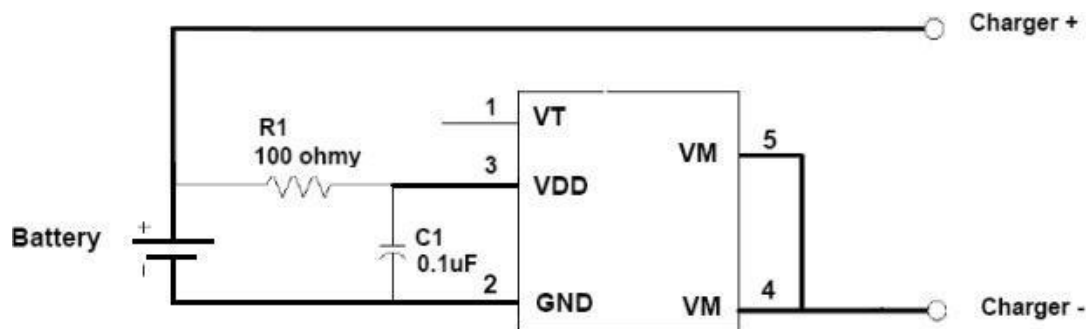 Charger +
1
VT
R1
100 ohmy
3
VDD
VM
5
Battery
+
-
C1
0.1uF
2
GND
VM
4
Charger -